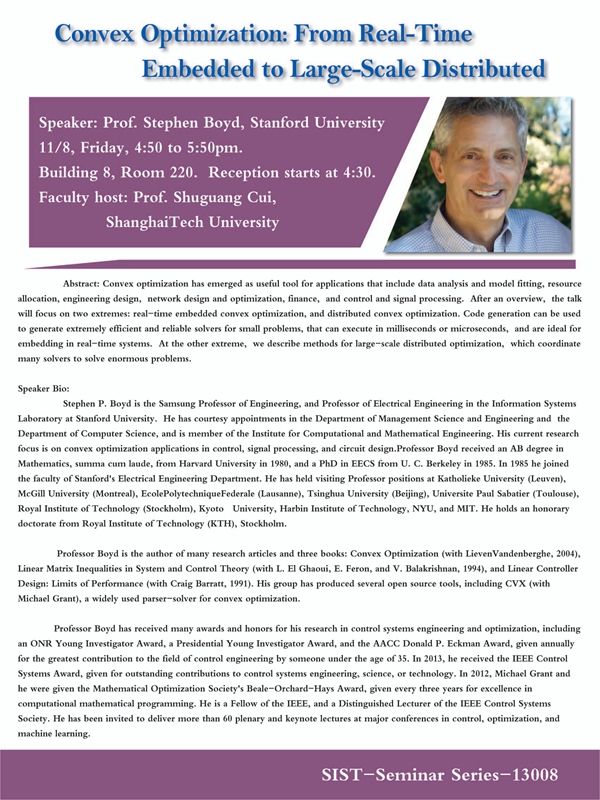 Convex Optimization: From Real-Time
Embedded to Large-Scale Distributed
Speaker: Prof. Stephen Boyd, Stanford University
11/8, Friday, 4:50 to 5:50pm.
Building 8, Room 220. Reception starts at 4:30.
Faculty host: Prof. Shuguang Cui,
ShanghaiTech University
Abstract: Convex optimization has emerged as useful tool for applications that include data analysis and model fitting, resource
allocation, engineering design, network design and optimization, finance, and control and signal processing. After an overview, the talk
will focus on two extremes: real-time embedded convex optimization, and distributed convex optimization. Code generation can be used
to generate extremely efficient and reliable solvers for small problems, that can execute in milliseconds or microseconds, and are ideal for
embedding in real-time systems. At the other extreme, we describe methods for large-scale distributed optimization, which coordinate
many solvers to solve enormous problems.
Speaker Bio:
Stephen P. Boyd is the Samsung Professor of Engineering, and Professor of Electrical Engineering in the Information Systems
Laboratory at Stanford University. He has courtesy appointments in the Department of Management Science and Engineering and the
Department of Computer Science, and is member of the Institute for Computational and Mathematical Engineering. His current research
focus is on convex optimization applications in control, signal processing, and circuit design.Professor Boyd received an AB degree in
Mathematics, summa cum laude, from Harvard University in 1980, and a PhD in EECS from U. C. Berkeley in 1985. In 1985 he joined
the faculty of Stanford's Electrical Engineering Department. He has held visiting Professor positions at Katholieke University (Leuven),
McGill University (Montreal), EcolePolytechniqueFederale (Lausanne), Tsinghua University (Beijing), Universite Paul Sabatier (Toulouse),
Royal Institute of Technology (Stockholm), Kyoto University, Harbin Institute of Technology, NYU, and MIT. He holds an honorary
doctorate from Royal Institute of Technology (KTH), Stockholm.
Professor Boyd is the author of many research articles and three books: Convex Optimization (with LievenVandenberghe, 2004),
Linear Matrix Inequalities in System and Control Theory (with L. El Ghaoui, E. Feron, and V. Balakrishnan, 1994), and Linear Controller
Design: Limits of Performance (with Craig Barratt, 1991). His group has produced several open source tools, including CVX (with
Michael Grant), a widely used parser-solver for convex optimization.
Professor Boyd has received many awards and honors for his research in control systems engineering and optimization, including
an ONR Young Investigator Award, a Presidential Young Investigator Award, and the AACC Donald P. Eckman Award, given annually
for the greatest contribution to the field of control engineering by someone under the age of 35. In 2013, he received the IEEE Control
Systems Award, given for outstanding contributions to control systems engineering, science, or technology. In 2012, Michael Grant and
he were given the Mathematical Optimization Society's Beale-Orchard-Hays Award, given every three years for excellence in
computational mathematical programming. He is a Fellow of the IEEE, and a Distinguished Lecturer of the IEEE Control Systems
Society. He has been invited to deliver more than 60 plenary and keynote lectures at major conferences in control, optimization, and
machine learning.
SIST-Seminar Series-13008